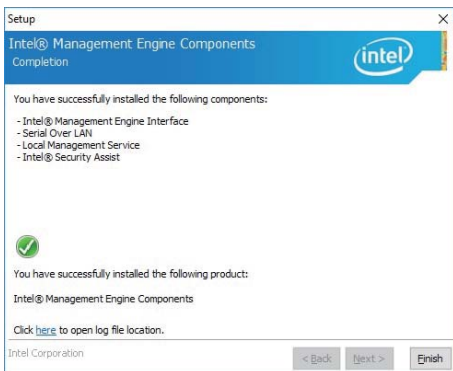 Setup
Intel® Management Engine Components
Completion
intel
You have successfully installed the following components:
- Intel® Management Engine Interface
- Serial Over LAN
- Local Management Service
- Intel® Security Assist
You have successfully installed the following product:
Intel® Management Engine Components
Click here to open log file location.
Intel Corporation
< Back Next > Finish